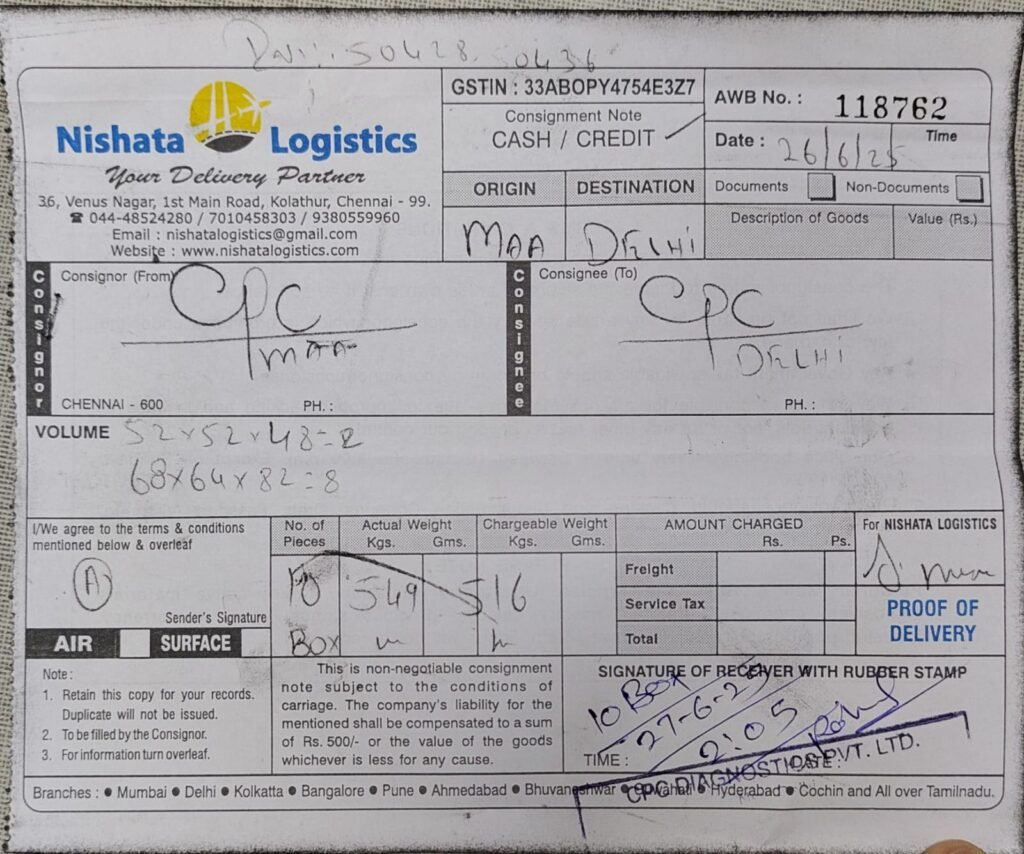 50428, 50436
Nishata Logistics
Your Delivery Partner
36, Venus Nagar, 1st Main Road, Kolathur, Chennai - 99.
☎ 044-48524280 / 7010458303 / 9380559960
Email : nishatalogistics@gmail.com
Website : www.nishatalogistics.com
GSTIN : 33ABOPY4754E3Z7
Consignment Note
CASH / CREDIT
ORIGIN
DESTINATION
MAA
DELHI
AWB No. : 118762
Date : 26/6/25 Time
Documents Non-Documents
Description of Goods
Value (Rs.)
Consignor
Consignor (From)
CPC
MAA
CHENNAI - 600 PH. :
Consignee
Consignee (To)
CPC
DELHI
PH. :
VOLUME 52x52x48=2
68x64x82=8
I/We agree to the terms & conditions
mentioned below & overleaf
A
Sender's Signature
AIR SURFACE
No. of
Pieces
10
BOX
Actual Weight
Kgs. Gms.
549
Chargeable Weight
Kgs. Gms.
516
AMOUNT CHARGED
Rs. Ps.
Freight
Service Tax
Total
For NISHATA LOGISTICS
PROOF OF
DELIVERY
Note :
1. Retain this copy for your records.
Duplicate will not be issued.
2. To be filled by the Consignor.
3. For information turn overleaf.
This is non-negotiable consignment
note subject to the conditions of
carriage. The company's liability for the
mentioned shall be compensated to a sum
of Rs. 500/- or the value of the goods
whichever is less for any cause.
SIGNATURE OF RECEIVER WITH RUBBER STAMP
10 BOX
27-6-25
2:05
TIME : DATE :
CPC DIAGNOSTICS PVT. LTD.
Branches : • Mumbai • Delhi • Kolkatta • Bangalore • Pune • Ahmedabad • Bhuvaneshwar • Guwahati • Hyderabad • Cochin and All over Tamilnadu.